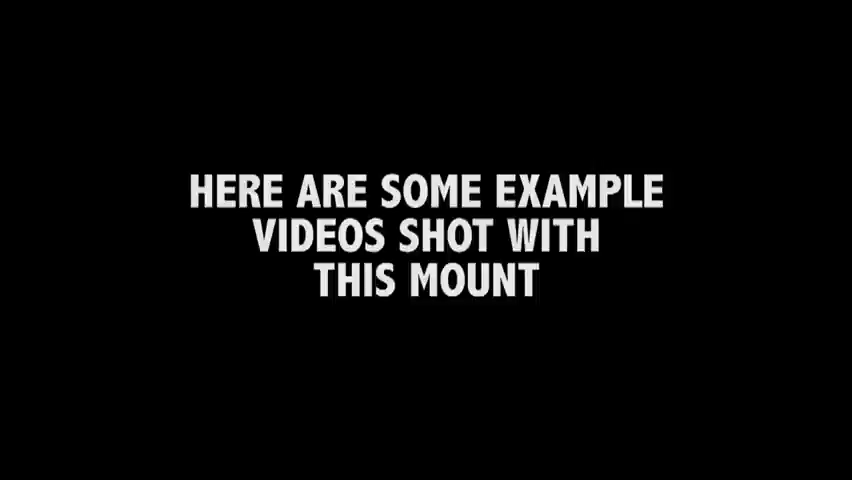 HERE ARE SOME EXAMPLE
VIDEOS SHOT WITH
THIS MOUNT